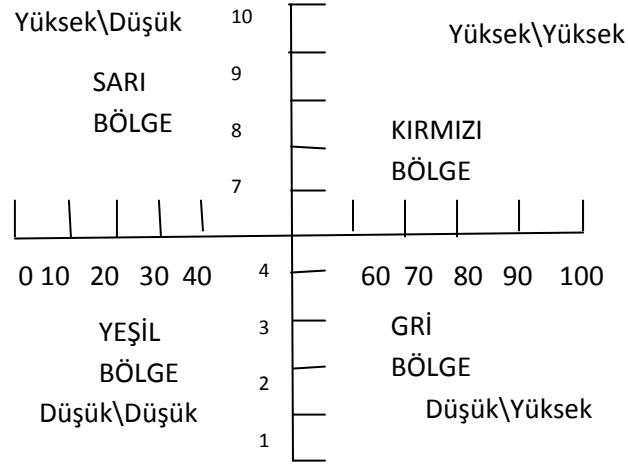 Yüksek\Düşük
10
Yüksek\Yüksek
SARI
BÖLGE
9
8
KIRMIZI
BÖLGE
7
0 10 20 30 40
4
60 70 80 90 100
YEŞİL
BÖLGE
3
GRİ
BÖLGE
2
Düşük\Düşük
Düşük\Yüksek
1